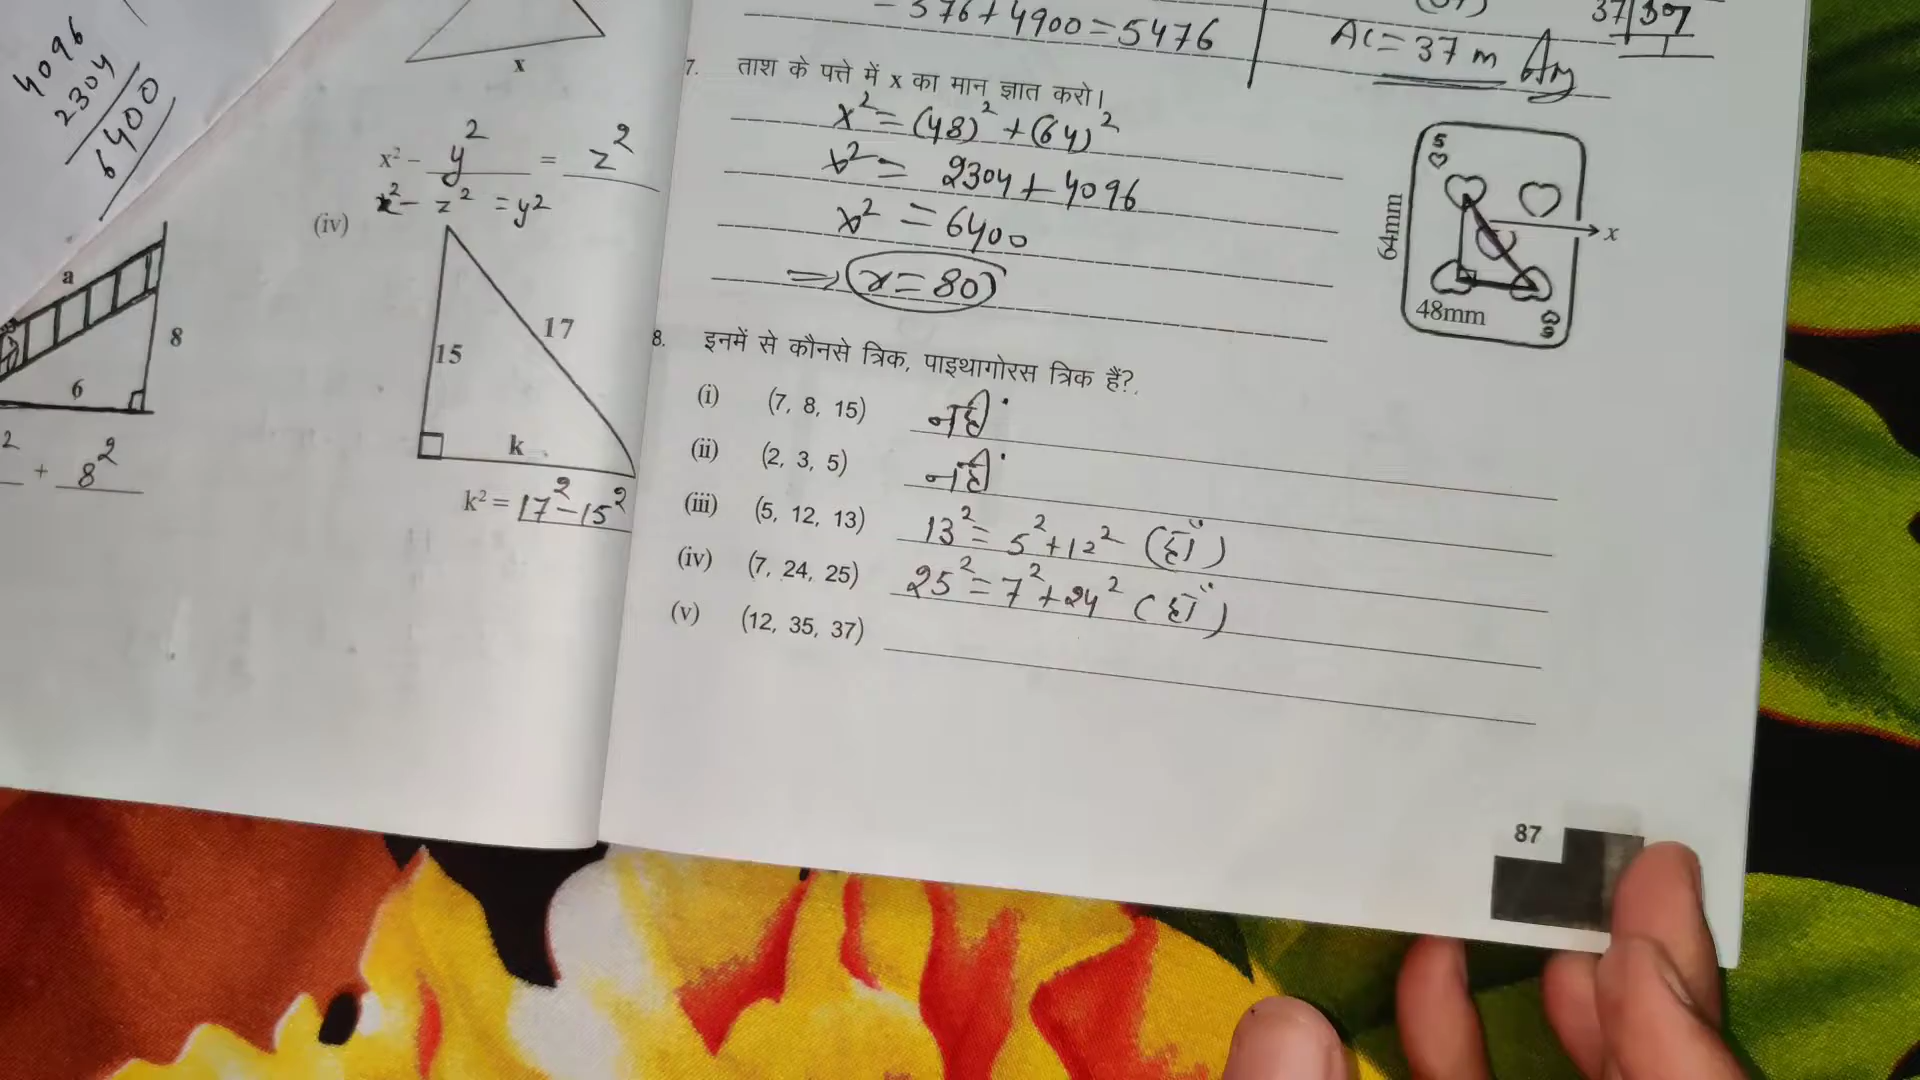 4096
2304
6400
x
x² - y² = z²
x² - z² = y²
(iv)
15
17
k
k² = 17² - 15²
a
8
6
2 + 8²
- 576 + 4900 = 5476
AC = 37 m Ans
37
7. ताश के पत्ते में x का मान ज्ञात करो।
x² = (48)² + (64)²
x² = 2304 + 4096
x² = 6400
⇒ x = 80
5
64mm
x
48mm
5
8. इनमें से कौनसे त्रिक, पाइथागोरस त्रिक हैं?
(i) (7, 8, 15) नहीं
(ii) (2, 3, 5) नहीं
(iii) (5, 12, 13) 13² = 5² + 12² (हाँ)
(iv) (7, 24, 25) 25² = 7² + 24² (हाँ)
(v) (12, 35, 37)
87